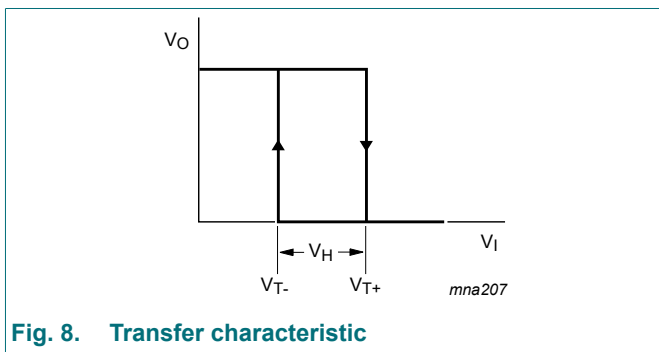 VO
VH
VI
VT-
VT+
mna207
Fig. 8. Transfer characteristic